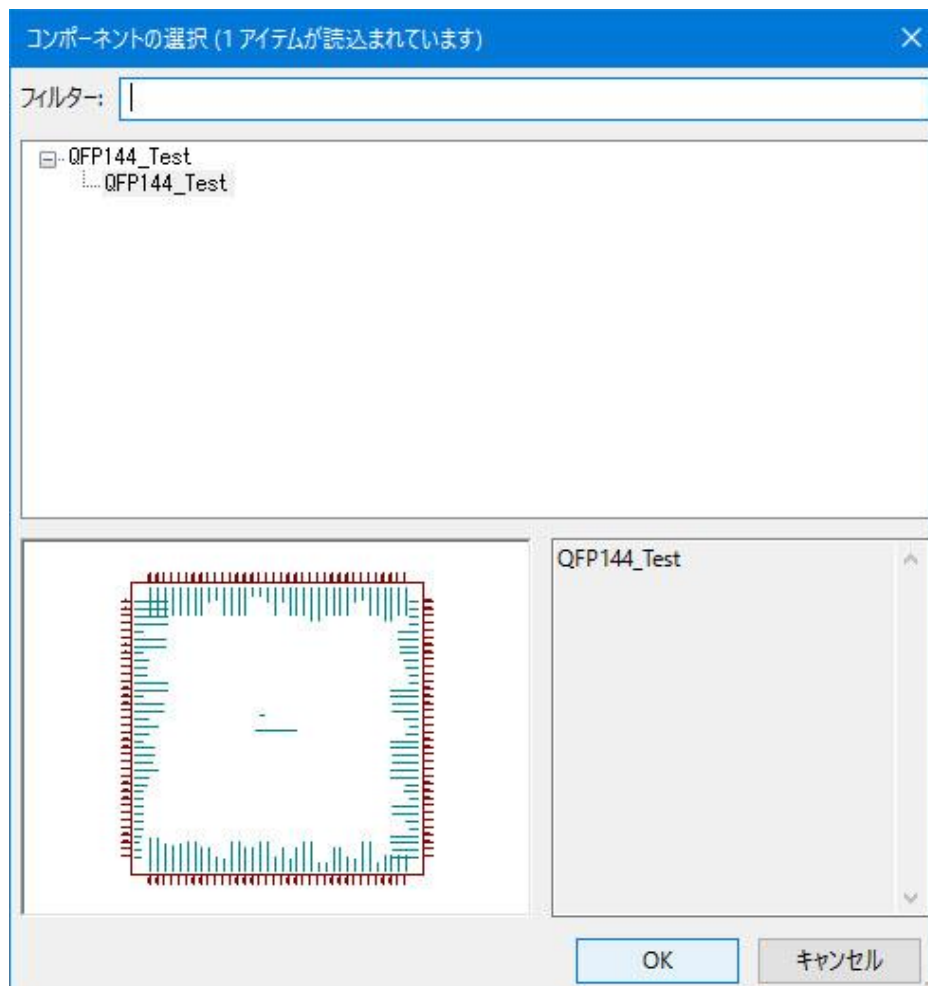 コンポーネントの選択 (1 アイテムが読込まれています)
フィルター:
QFP144_Test
QFP144_Test
QFP144_Test
OK
キャンセル